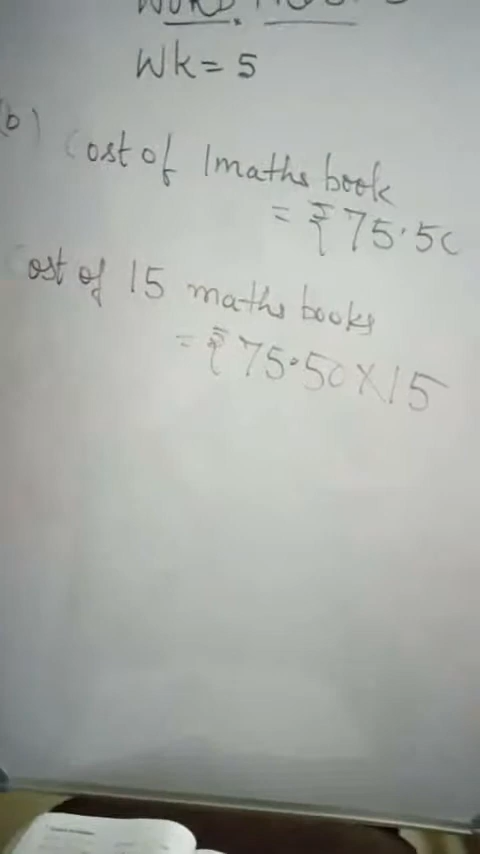 Wk = 5
(b) Cost of 1 maths book
= ₹ 75.50
Cost of 15 maths books
= ₹ 75.50 × 15